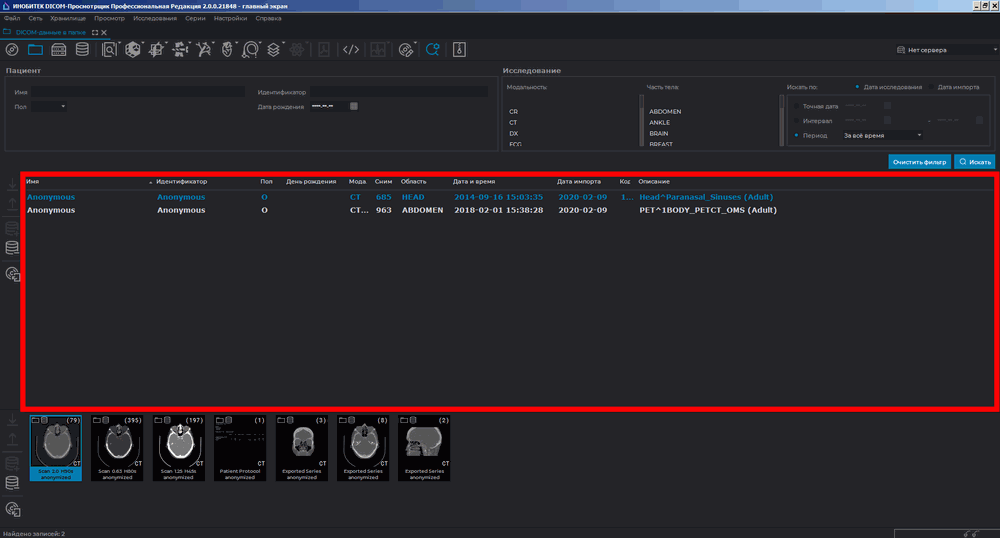 ИНОБИТЕК DICOM-Просмотрщик Профессиональная Редакция 2.0.0.21848 - главный экран
Файл Сеть Хранилище Просмотр Исследования Серии Настройки Справка
DICOM-данные в папке
Нет сервера
Пациент
Имя
Идентификатор
Пол
Дата рождения
Исследование
Модальность:
CR
CT
DX
ECG
Часть тела:
ABDOMEN
ANKLE
BRAIN
BREAST
Искать по: Дата исследования Дата импорта
Точная дата
Интервал
Период За всё время
Очистить фильтр Искать
Имя Идентификатор Пол День рождения Мода Сним Область Дата и время Дата импорта Код Описание
Anonymous Anonymous O CT 685 HEAD 2014-09-16 15:03:35 2020-02-09 1... Head^Paranasal_Sinuses (Adult)
Anonymous Anonymous O CT... 963 ABDOMEN 2018-02-01 15:38:28 2020-02-09 PET^1BODY_PETCT_OMS (Adult)
(79) (395) (197) (1) (3) (8) (2)
CT CT CT CT CT CT CT
Scan 2.0 H90s Scan 0.63 H80s Scan 1.25 H45s Patient Protocol Exported Series Exported Series Exported Series
anonymized anonymized anonymized anonymized anonymized anonymized anonymized
Найдено записей: 2